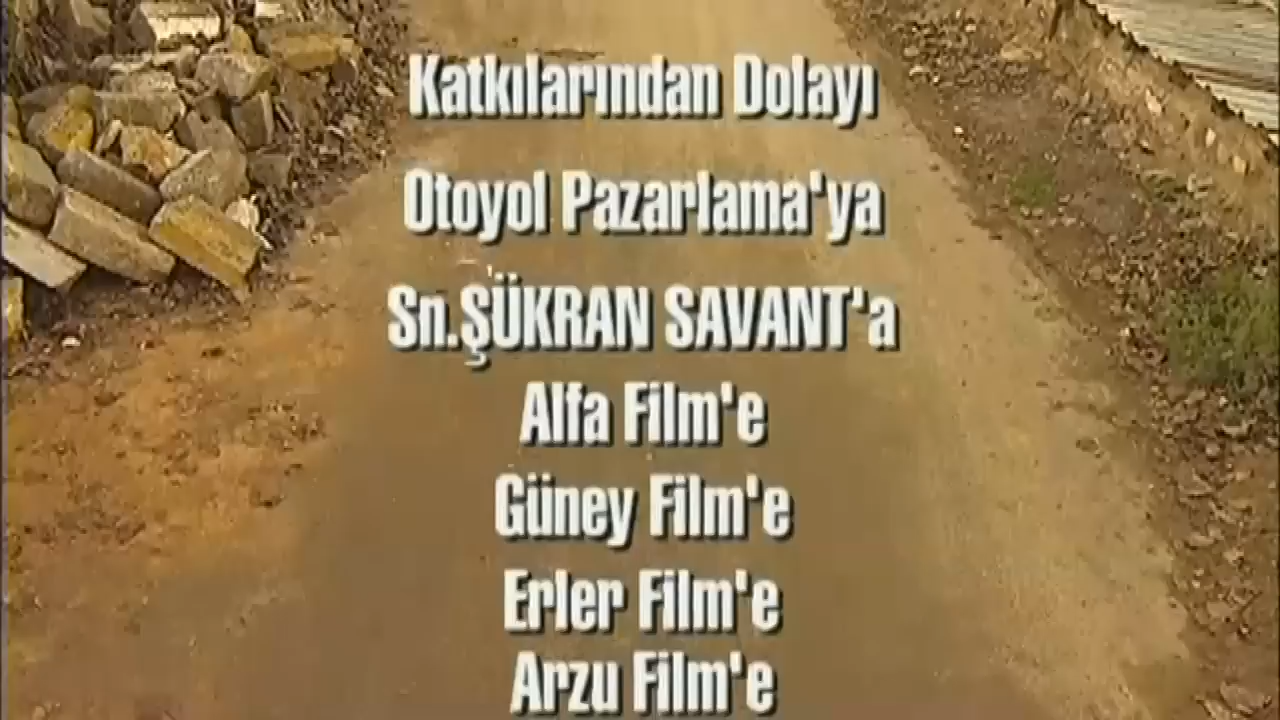 Katkılarından Dolayı
Otoyol Pazarlama'ya
Sn.ŞÜKRAN SAVANT'a
Alfa Film'e
Güney Film'e
Erler Film'e
Arzu Film'e